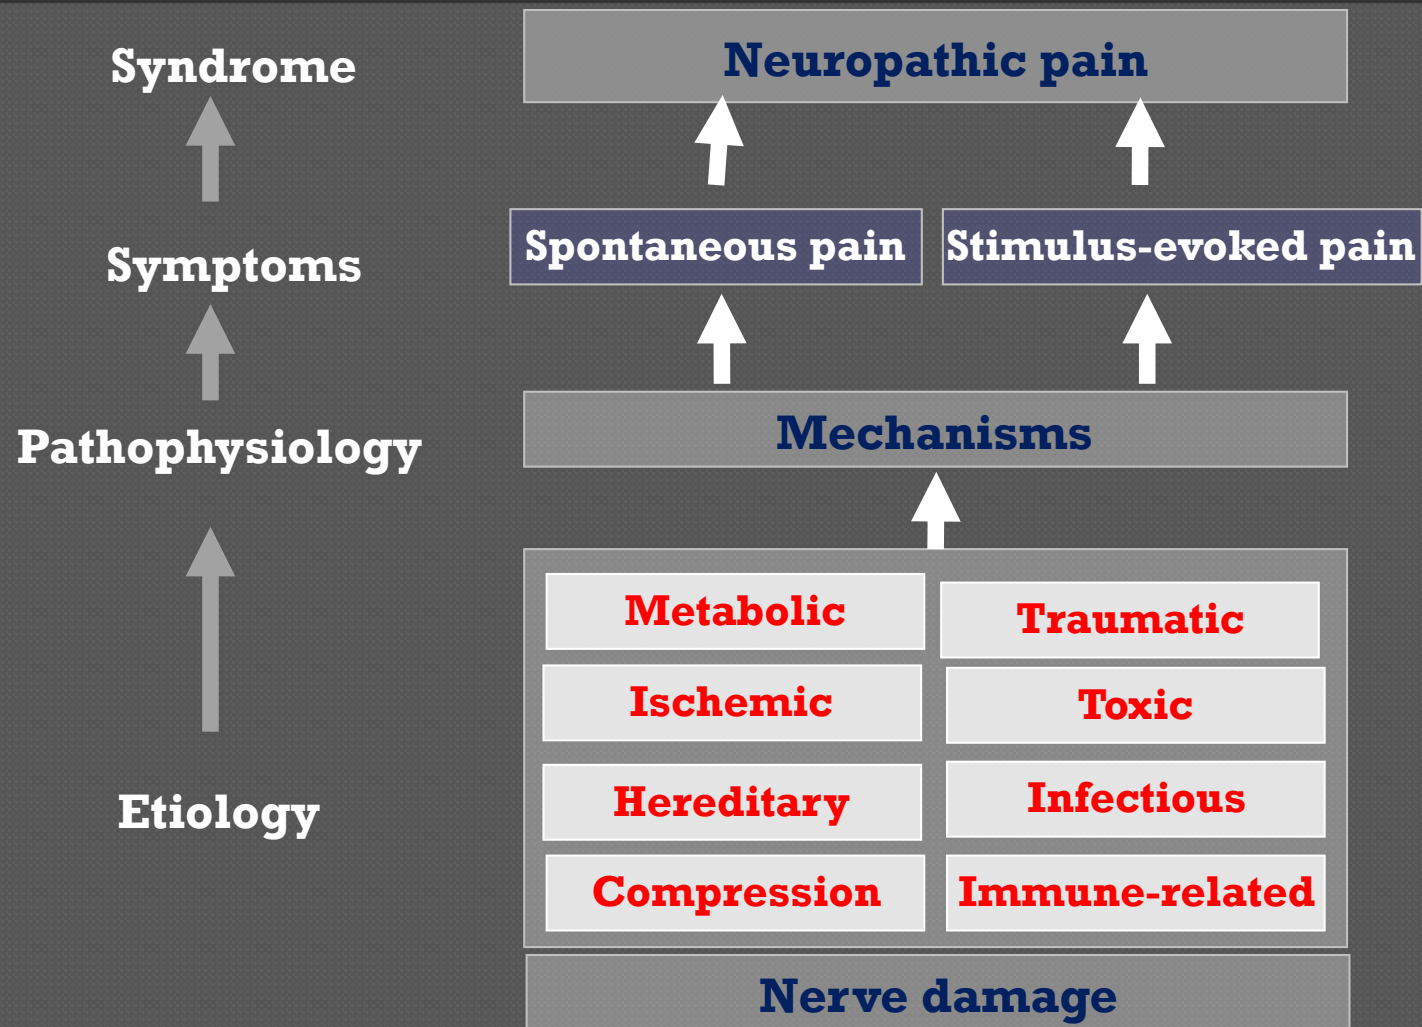 Syndrome
Neuropathic pain
Symptoms
Spontaneous pain
Stimulus-evoked pain
Pathophysiology
Mechanisms
Etiology
Metabolic
Traumatic
Ischemic
Toxic
Hereditary
Infectious
Compression
Immune-related
Nerve damage